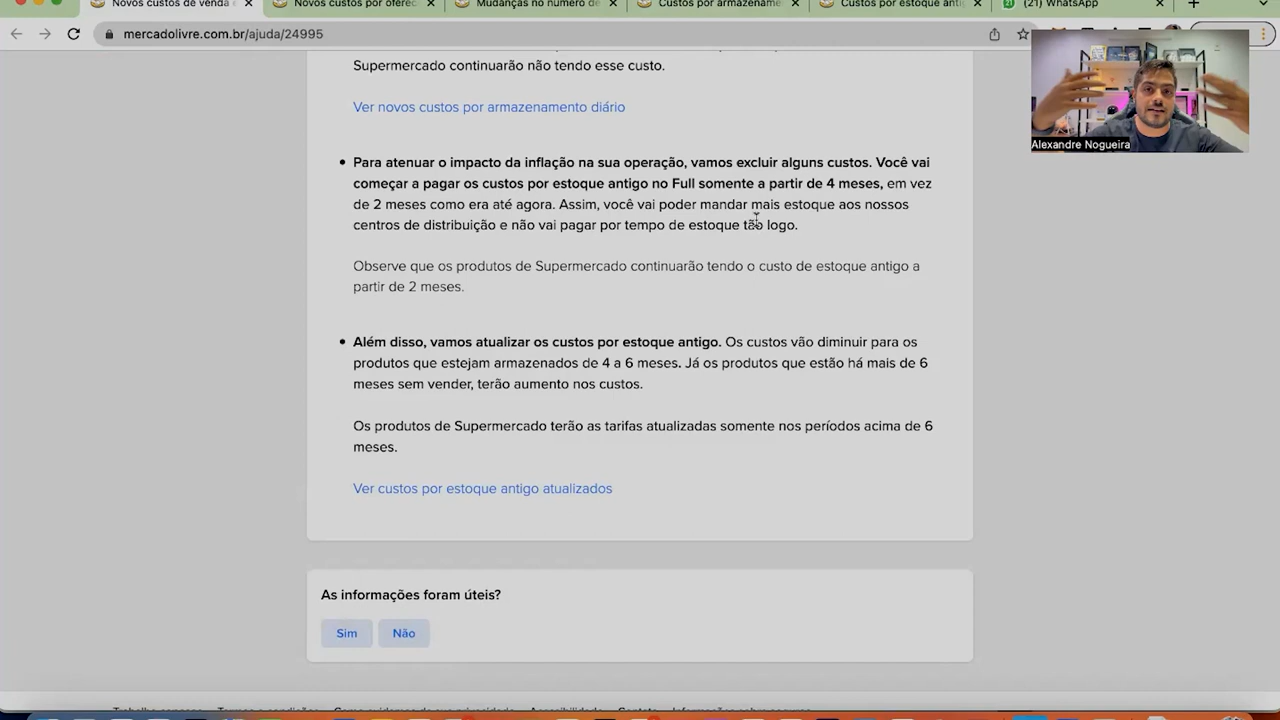 Novos custos de venda
Novos custos por oferec
Mudanças no número de
Custos por armazename
Custos por estoque anti
(21) WhatsApp
mercadolivre.com.br/ajuda/24995
Alexandre Nogueira
Supermercado continuarão não tendo esse custo.
Ver novos custos por armazenamento diário
Para atenuar o impacto da inflação na sua operação, vamos excluir alguns custos. Você vai
começar a pagar os custos por estoque antigo no Full somente a partir de 4 meses, em vez
de 2 meses como era até agora. Assim, você vai poder mandar mais estoque aos nossos
centros de distribuição e não vai pagar por tempo de estoque tão logo.
Observe que os produtos de Supermercado continuarão tendo o custo de estoque antigo a
partir de 2 meses.
Além disso, vamos atualizar os custos por estoque antigo. Os custos vão diminuir para os
produtos que estejam armazenados de 4 a 6 meses. Já os produtos que estão há mais de 6
meses sem vender, terão aumento nos custos.
Os produtos de Supermercado terão as tarifas atualizadas somente nos períodos acima de 6
meses.
Ver custos por estoque antigo atualizados
As informações foram úteis?
Sim
Não